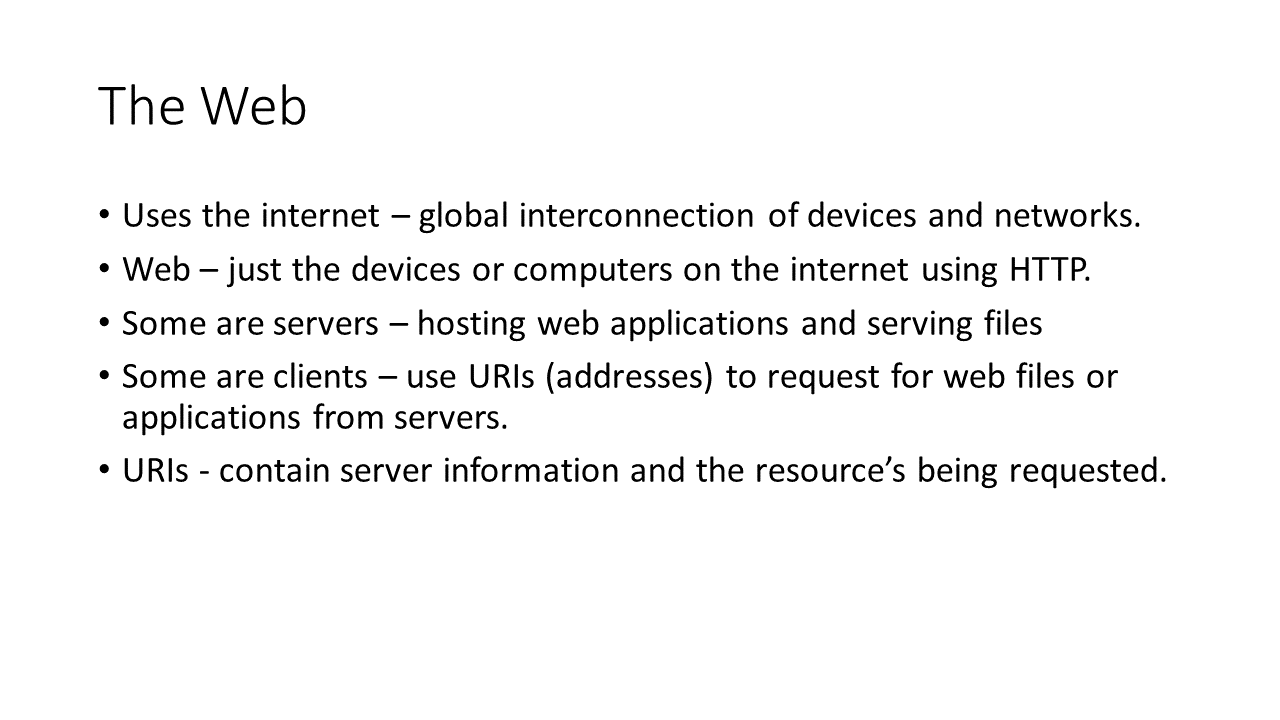 The Web
• Uses the internet – global interconnection of devices and networks.
• Web – just the devices or computers on the internet using HTTP.
• Some are servers – hosting web applications and serving files
• Some are clients – use URIs (addresses) to request for web files or
applications from servers.
• URIs - contain server information and the resource’s being requested.